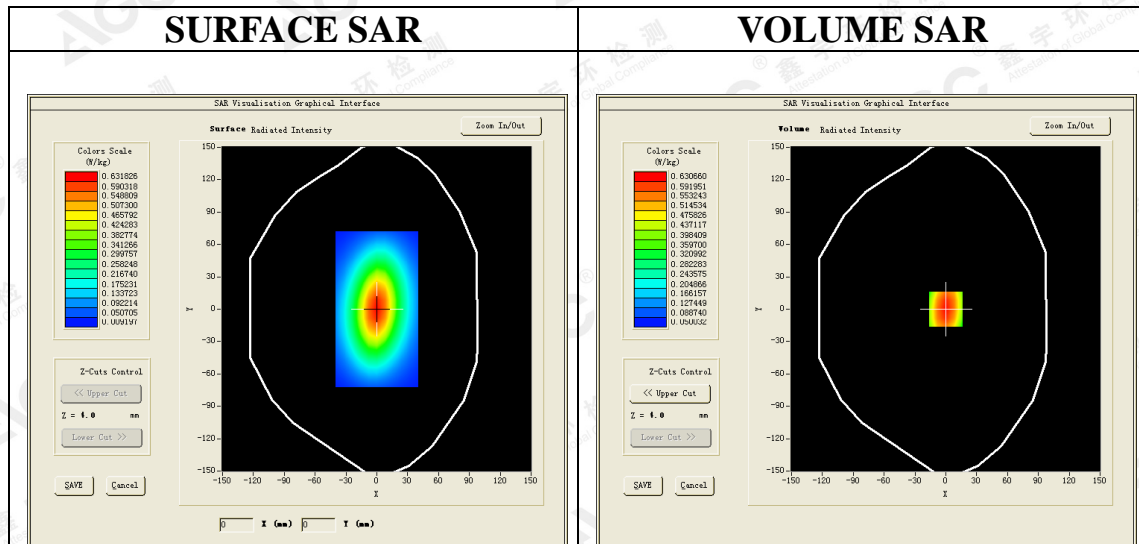 SURFACE SAR
VOLUME SAR
SAR Visualisation Graphical Interface
Surface Radiated Intensity
Zoom In/Out
Colors Scale
(W/kg)
0.631826
0.590318
0.548809
0.507300
0.465792
0.424283
0.382774
0.341266
0.299757
0.258248
0.216740
0.175231
0.133723
0.092214
0.050705
0.009197
150
120
90
60
30
0
-30
-60
-90
-120
-150
Y
-150 -120 -90 -60 -30 0 30 60 90 120 150
X
Z-Cuts Control
<< Upper Cut
Z = 4.0 mm
Lower Cut >>
SAVE Cancel
0 X (mm) 0 Y (mm)
SAR Visualisation Graphical Interface
Volume Radiated Intensity
Zoom In/Out
Colors Scale
(W/kg)
0.630660
0.591951
0.553243
0.514534
0.475826
0.437117
0.398409
0.359700
0.320992
0.282283
0.243575
0.204866
0.166157
0.127449
0.088740
0.050032
150
120
90
60
30
0
-30
-60
-90
-120
-150
Y
-150 -120 -90 -60 -30 0 30 60 90 120 150
X
Z-Cuts Control
<< Upper Cut
Z = 4.0 mm
Lower Cut >>
SAVE Cancel